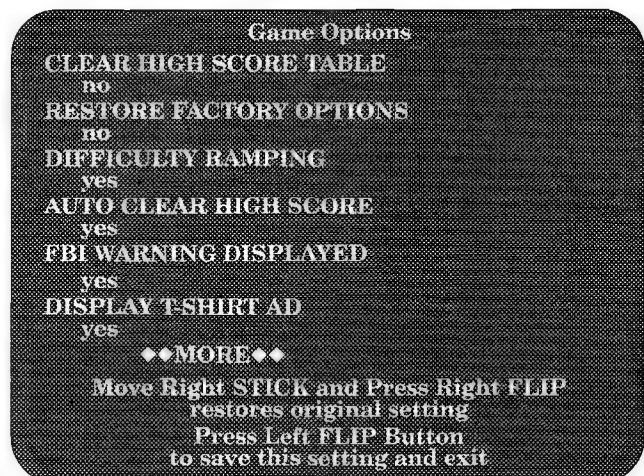 Game Options
CLEAR HIGH SCORE TABLE
no
RESTORE FACTORY OPTIONS
no
DIFFICULTY RAMPING
yes
AUTO CLEAR HIGH SCORE
yes
FBI WARNING DISPLAYED
yes
DISPLAY T-SHIRT AD
yes
◆◆MORE◆◆
Move Right STICK and Press Right FLIP
restores original setting
Press Left FLIP Button
to save this setting and exit